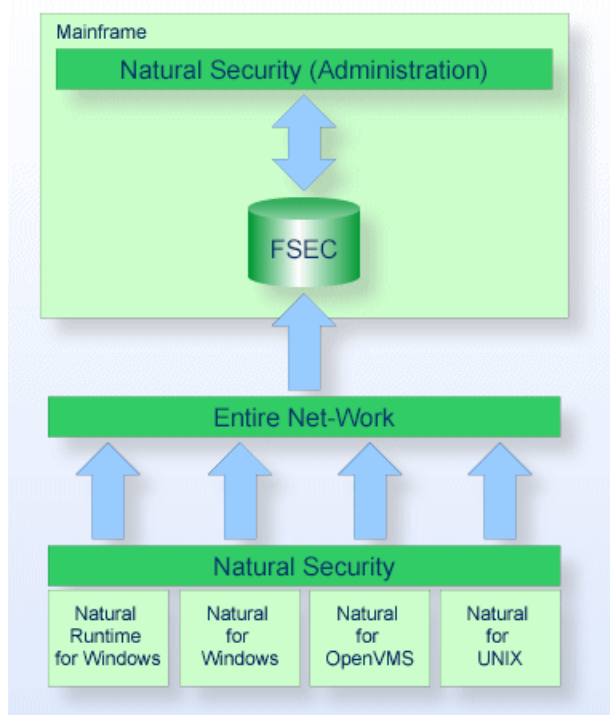 Mainframe
Natural Security (Administration)
FSEC
Entire Net-Work
Natural Security
Natural
Runtime
for Windows
Natural
for
Windows
Natural
for
OpenVMS
Natural
for
UNIX